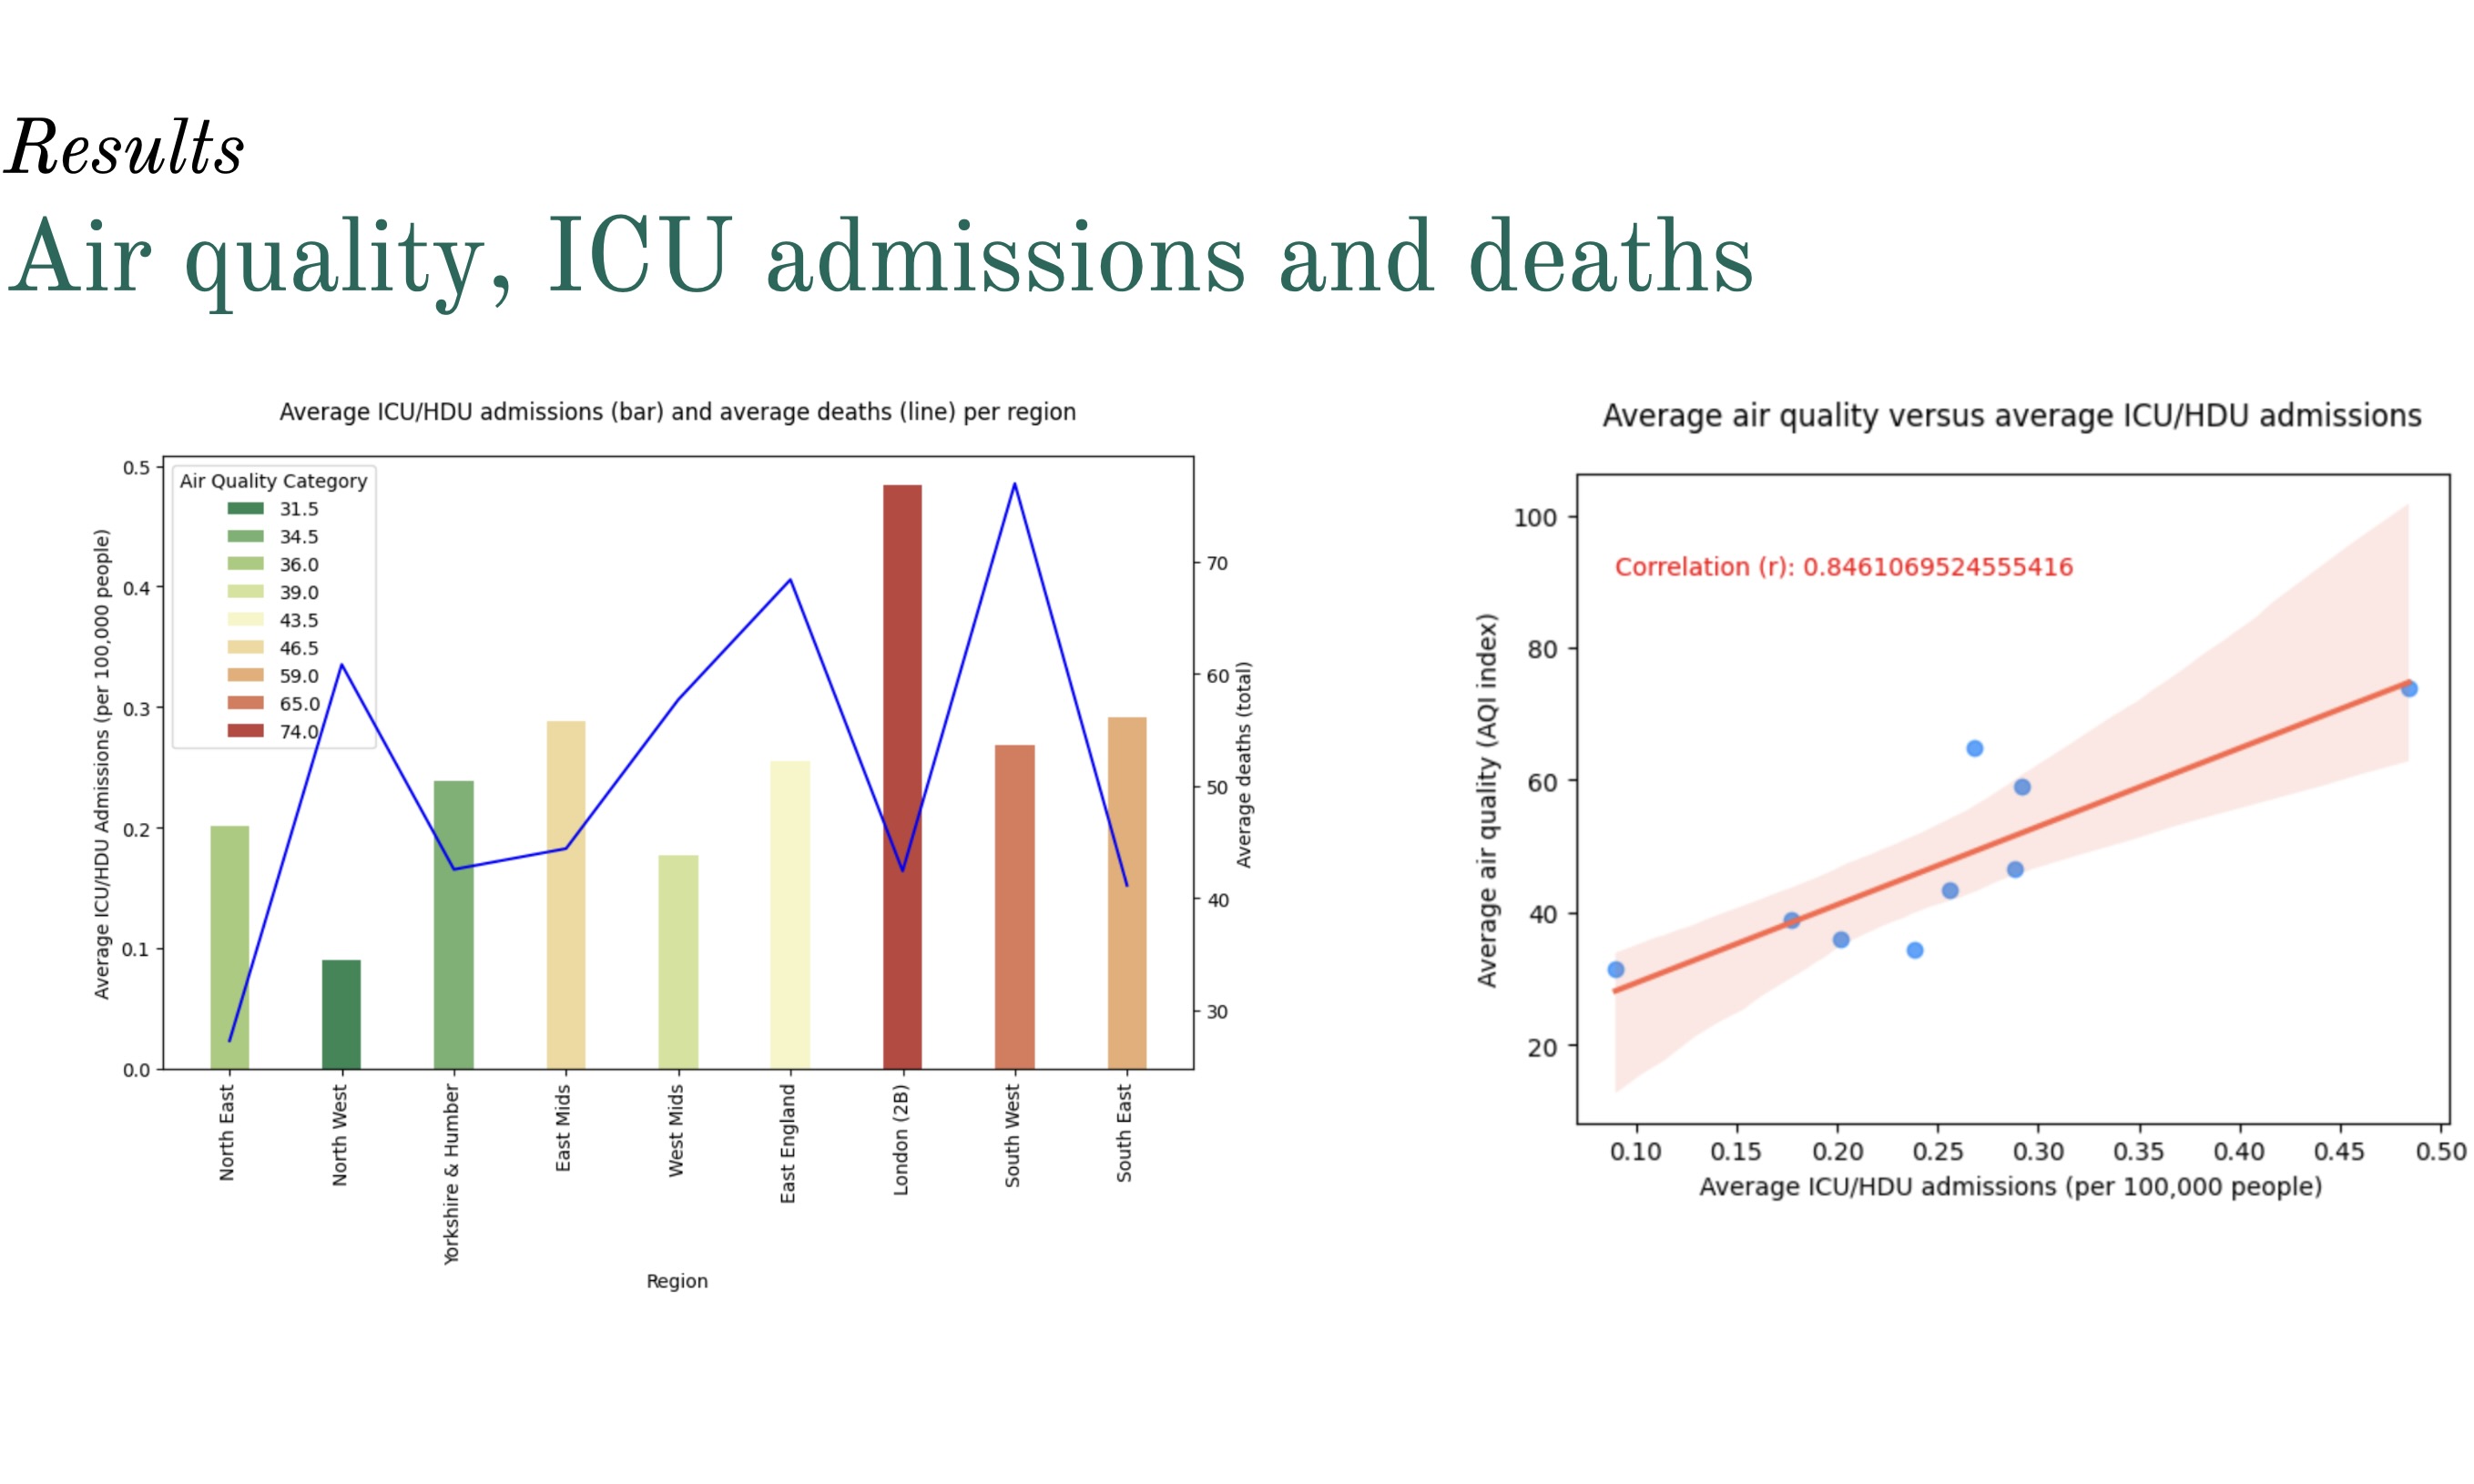 Results
Air quality, ICU admissions and deaths
Average ICU/HDU admissions (bar) and average deaths (line) per region
Average ICU/HDU Admissions (per 100,000 people)
0.5
0.4
0.3
0.2
0.1
0.0
Air Quality Category
31.5
34.5
36.0
39.0
43.5
46.5
59.0
65.0
74.0
70
60
50
40
30
Average deaths (total)
North East
North West
Yorkshire & Humber
East Mids
West Mids
East England
London (2B)
South West
South East
Region
Average air quality versus average ICU/HDU admissions
Average air quality (AQI index)
100
80
60
40
20
Correlation (r): 0.8461069524555416
0.10 0.15 0.20 0.25 0.30 0.35 0.40 0.45 0.50
Average ICU/HDU admissions (per 100,000 people)